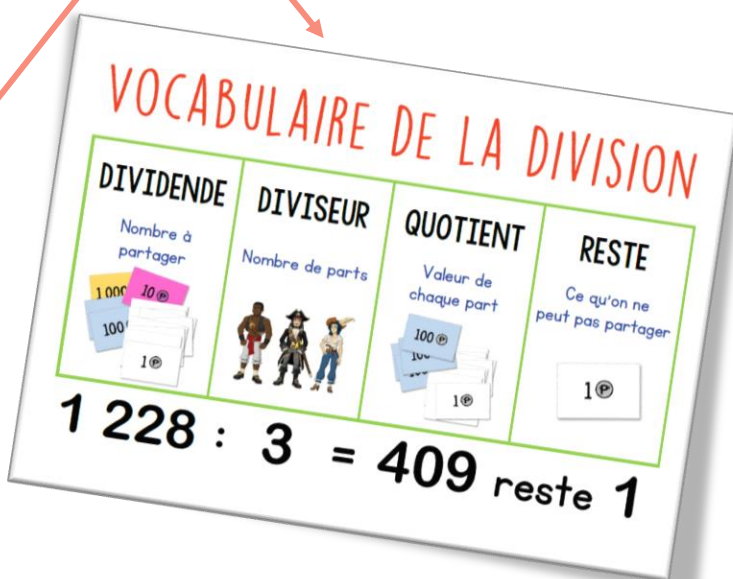 VOCABULAIRE DE LA DIVISION
DIVIDENDE
Nombre à
partager
1 000
10 Ⓟ
100
1 Ⓟ
DIVISEUR
Nombre de parts
QUOTIENT
Valeur de
chaque part
100 Ⓟ
1 Ⓟ
RESTE
Ce qu'on ne
peut pas partager
1 Ⓟ
1 228 : 3 = 409 reste 1